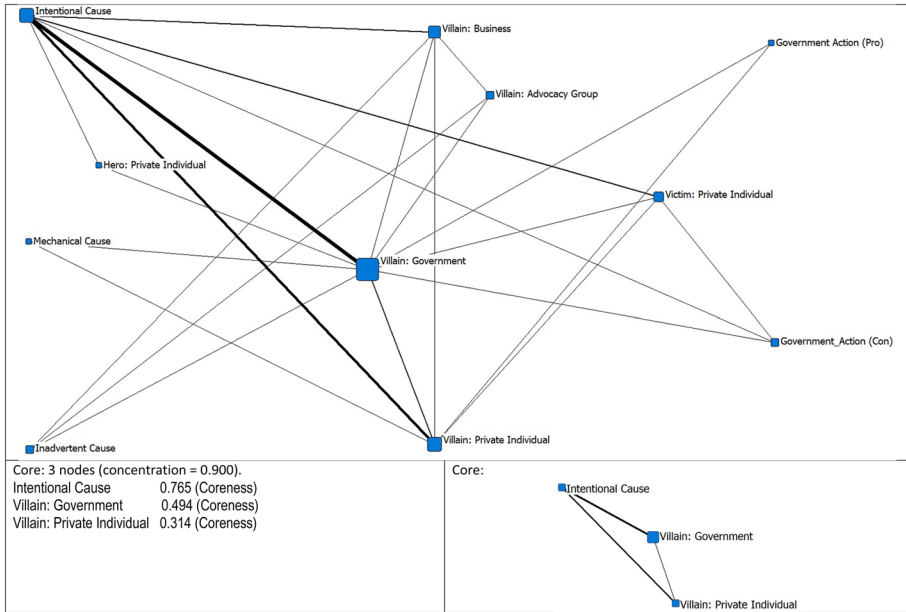 Intentional Cause
Villain: Business
Government Action (Pro)
Villain: Advocacy Group
Hero: Private Individual
Victim: Private Individual
Mechanical Cause
Villain: Government
Government_Action (Con)
Inadvertent Cause
Villain: Private Individual
Core: 3 nodes (concentration = 0.900).
Intentional Cause 0.765 (Coreness)
Villain: Government 0.494 (Coreness)
Villain: Private Individual 0.314 (Coreness)
Core:
Intentional Cause
Villain: Government
Villain: Private Individual